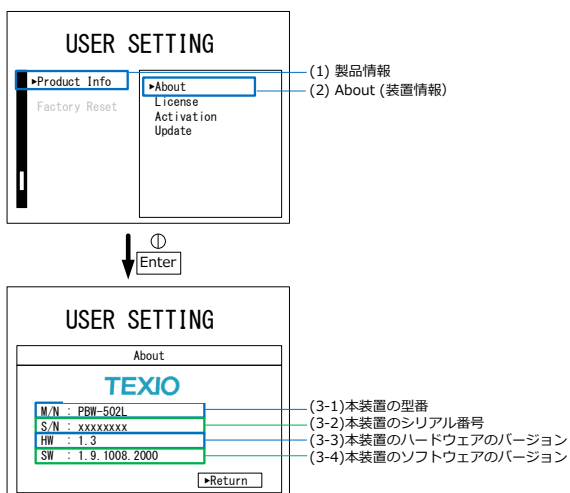 USER SETTING
►Product Info
Factory Reset
►About
License
Activation
Update
(1) 製品情報
(2) About (装置情報)
Enter
USER SETTING
About
TEXIO
M/N : PBW-502L
S/N : xxxxxxxx
HW : 1.3
SW : 1.9.1008.2000
►Return
(3-1)本装置の型番
(3-2)本装置のシリアル番号
(3-3)本装置のハードウェアのバージョン
(3-4)本装置のソフトウェアのバージョン